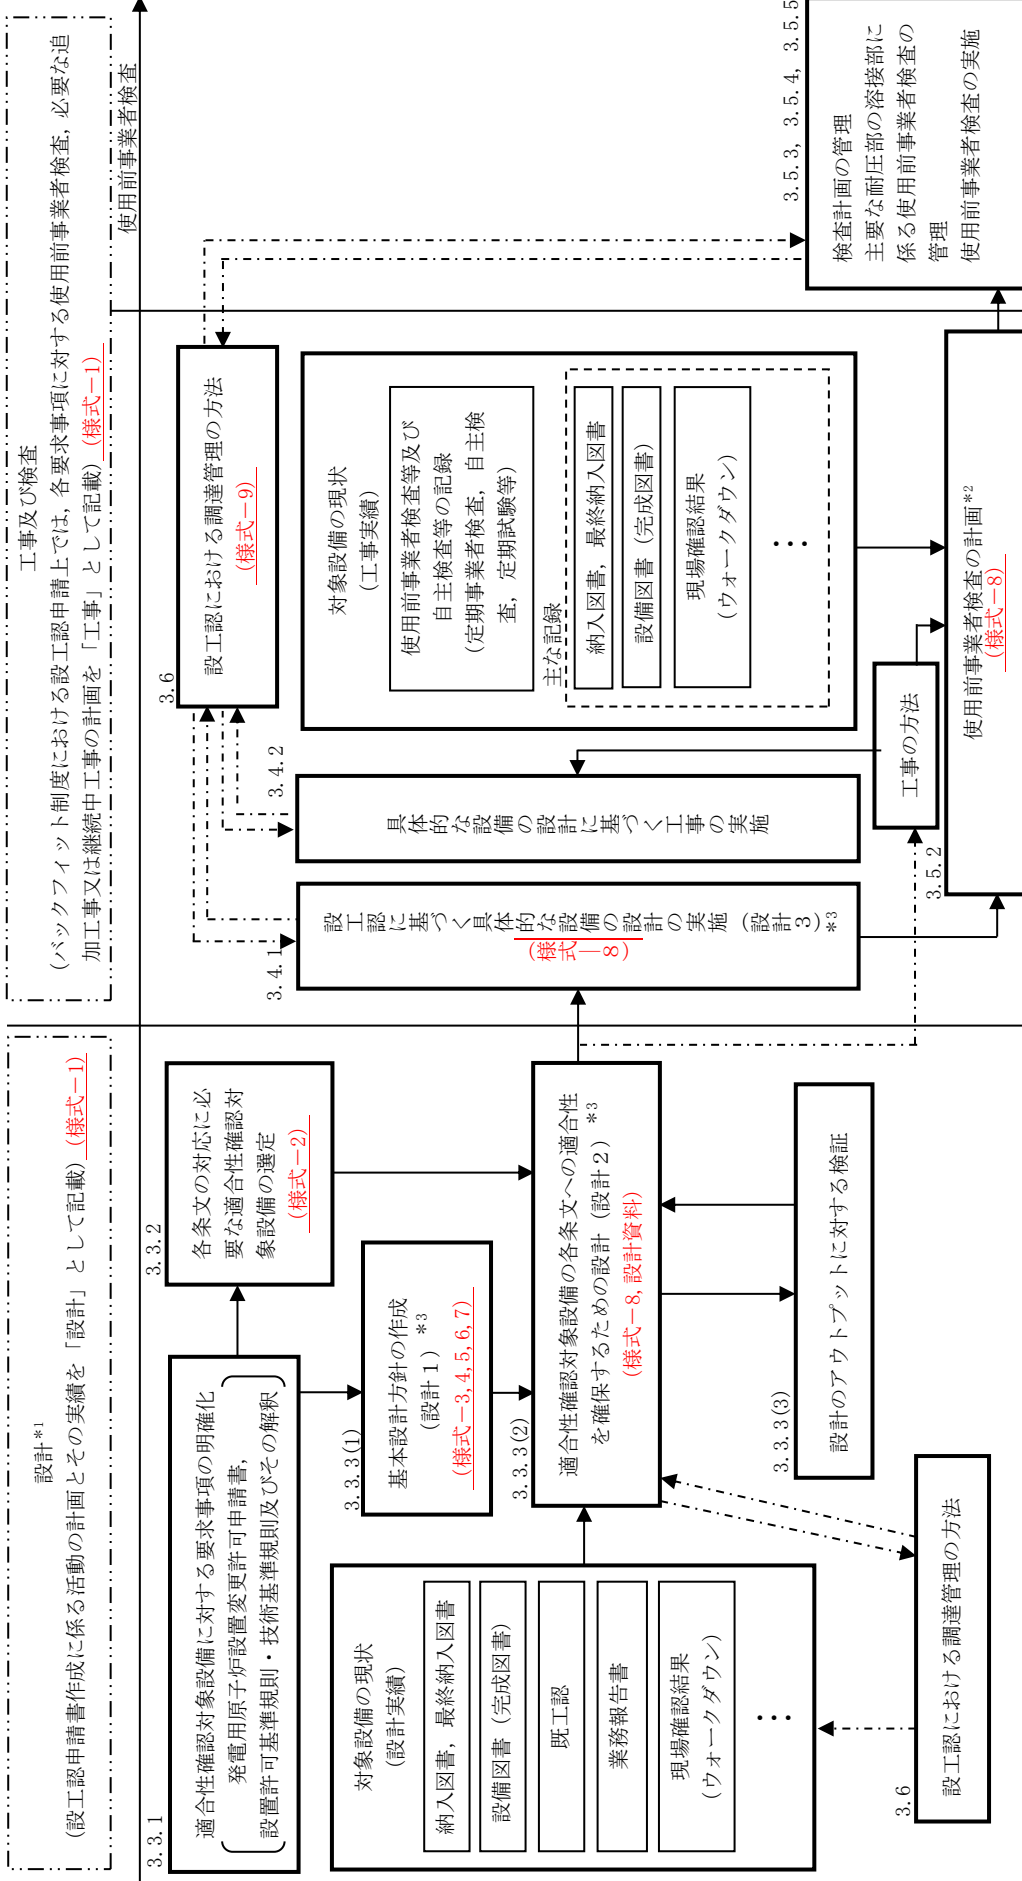 設計*1
(設工認申請書作成に係る活動の計画とその実績を「設計」として記載)(様式-1)
3.3.1
適合性確認対象設備に対する要求事項の明確化
発電用原子炉設置変更許可申請書,
設置許可基準規則・技術基準規則及びその解釈
3.3.2
各条文の対応に必
要な適合性確認対
象設備の選定
(様式-2)
3.3.3(1)
基本設計方針の作成
(設計1)*3
(様式-3,4,5,6,7)
対象設備の現状
(設計実績)
納入図書,最終納入図書
設備図書(完成図書)
既工認
業務報告書
現場確認結果
(ウォークダウン)
…
3.3.3(2)
適合性確認対象設備の各条文への適合性
を確保するための設計(設計2)*3
(様式-8,設計資料)
3.3.3(3)
設計のアウトプットに対する検証
3.6
設工認における調達管理の方法
工事及び検査
(バックフィット制度における設工認申請上では,各要求事項に対する使用前事業者検査,必要な追
加工事又は継続中工事の計画を「工事」として記載)(様式-1)
使用前事業者検査
3.6
設工認における調達管理の方法
(様式-9)
3.4.1
設工認に基づく具体的な設備の設計の実施(設計3)*3
(様式―8)
3.4.2
具体的な設備の設計に基づく工事の実施
対象設備の現状
(工事実績)
使用前事業者検査等及び
自主検査等の記録
(定期事業者検査,自主検
査,定期試験等)
主な記録
納入図書,最終納入図書
設備図書(完成図書)
現場確認結果
(ウォークダウン)
…
工事の方法
3.5.2
使用前事業者検査の計画*2
(様式-8)
3.5.3, 3.5.4, 3.5.5
検査計画の管理
主要な耐圧部の溶接部に
係る使用前事業者検査の
管理
使用前事業者検査の実施